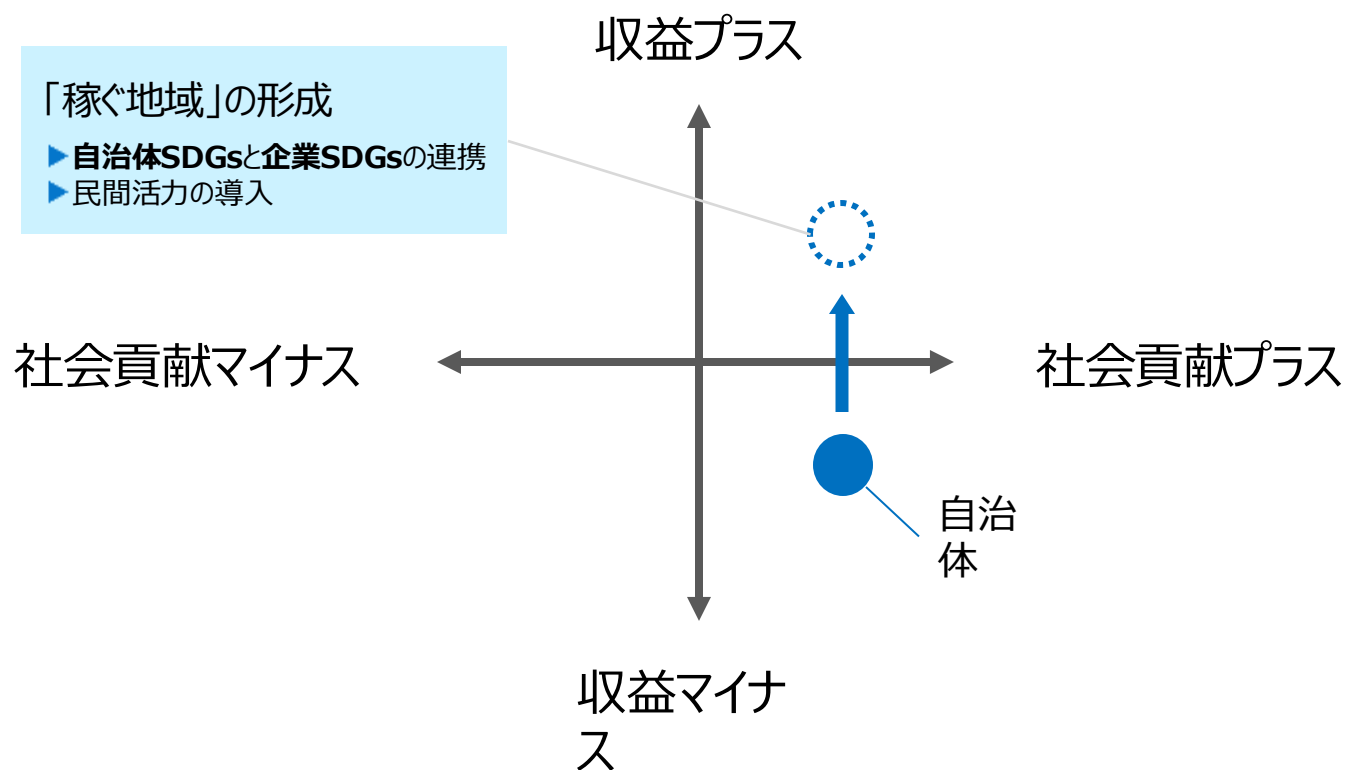 収益プラス
「稼ぐ地域」の形成
▶自治体SDGsと企業SDGsの連携
▶民間活力の導入
社会貢献マイナス
社会貢献プラス
自治
体
収益マイナ
ス